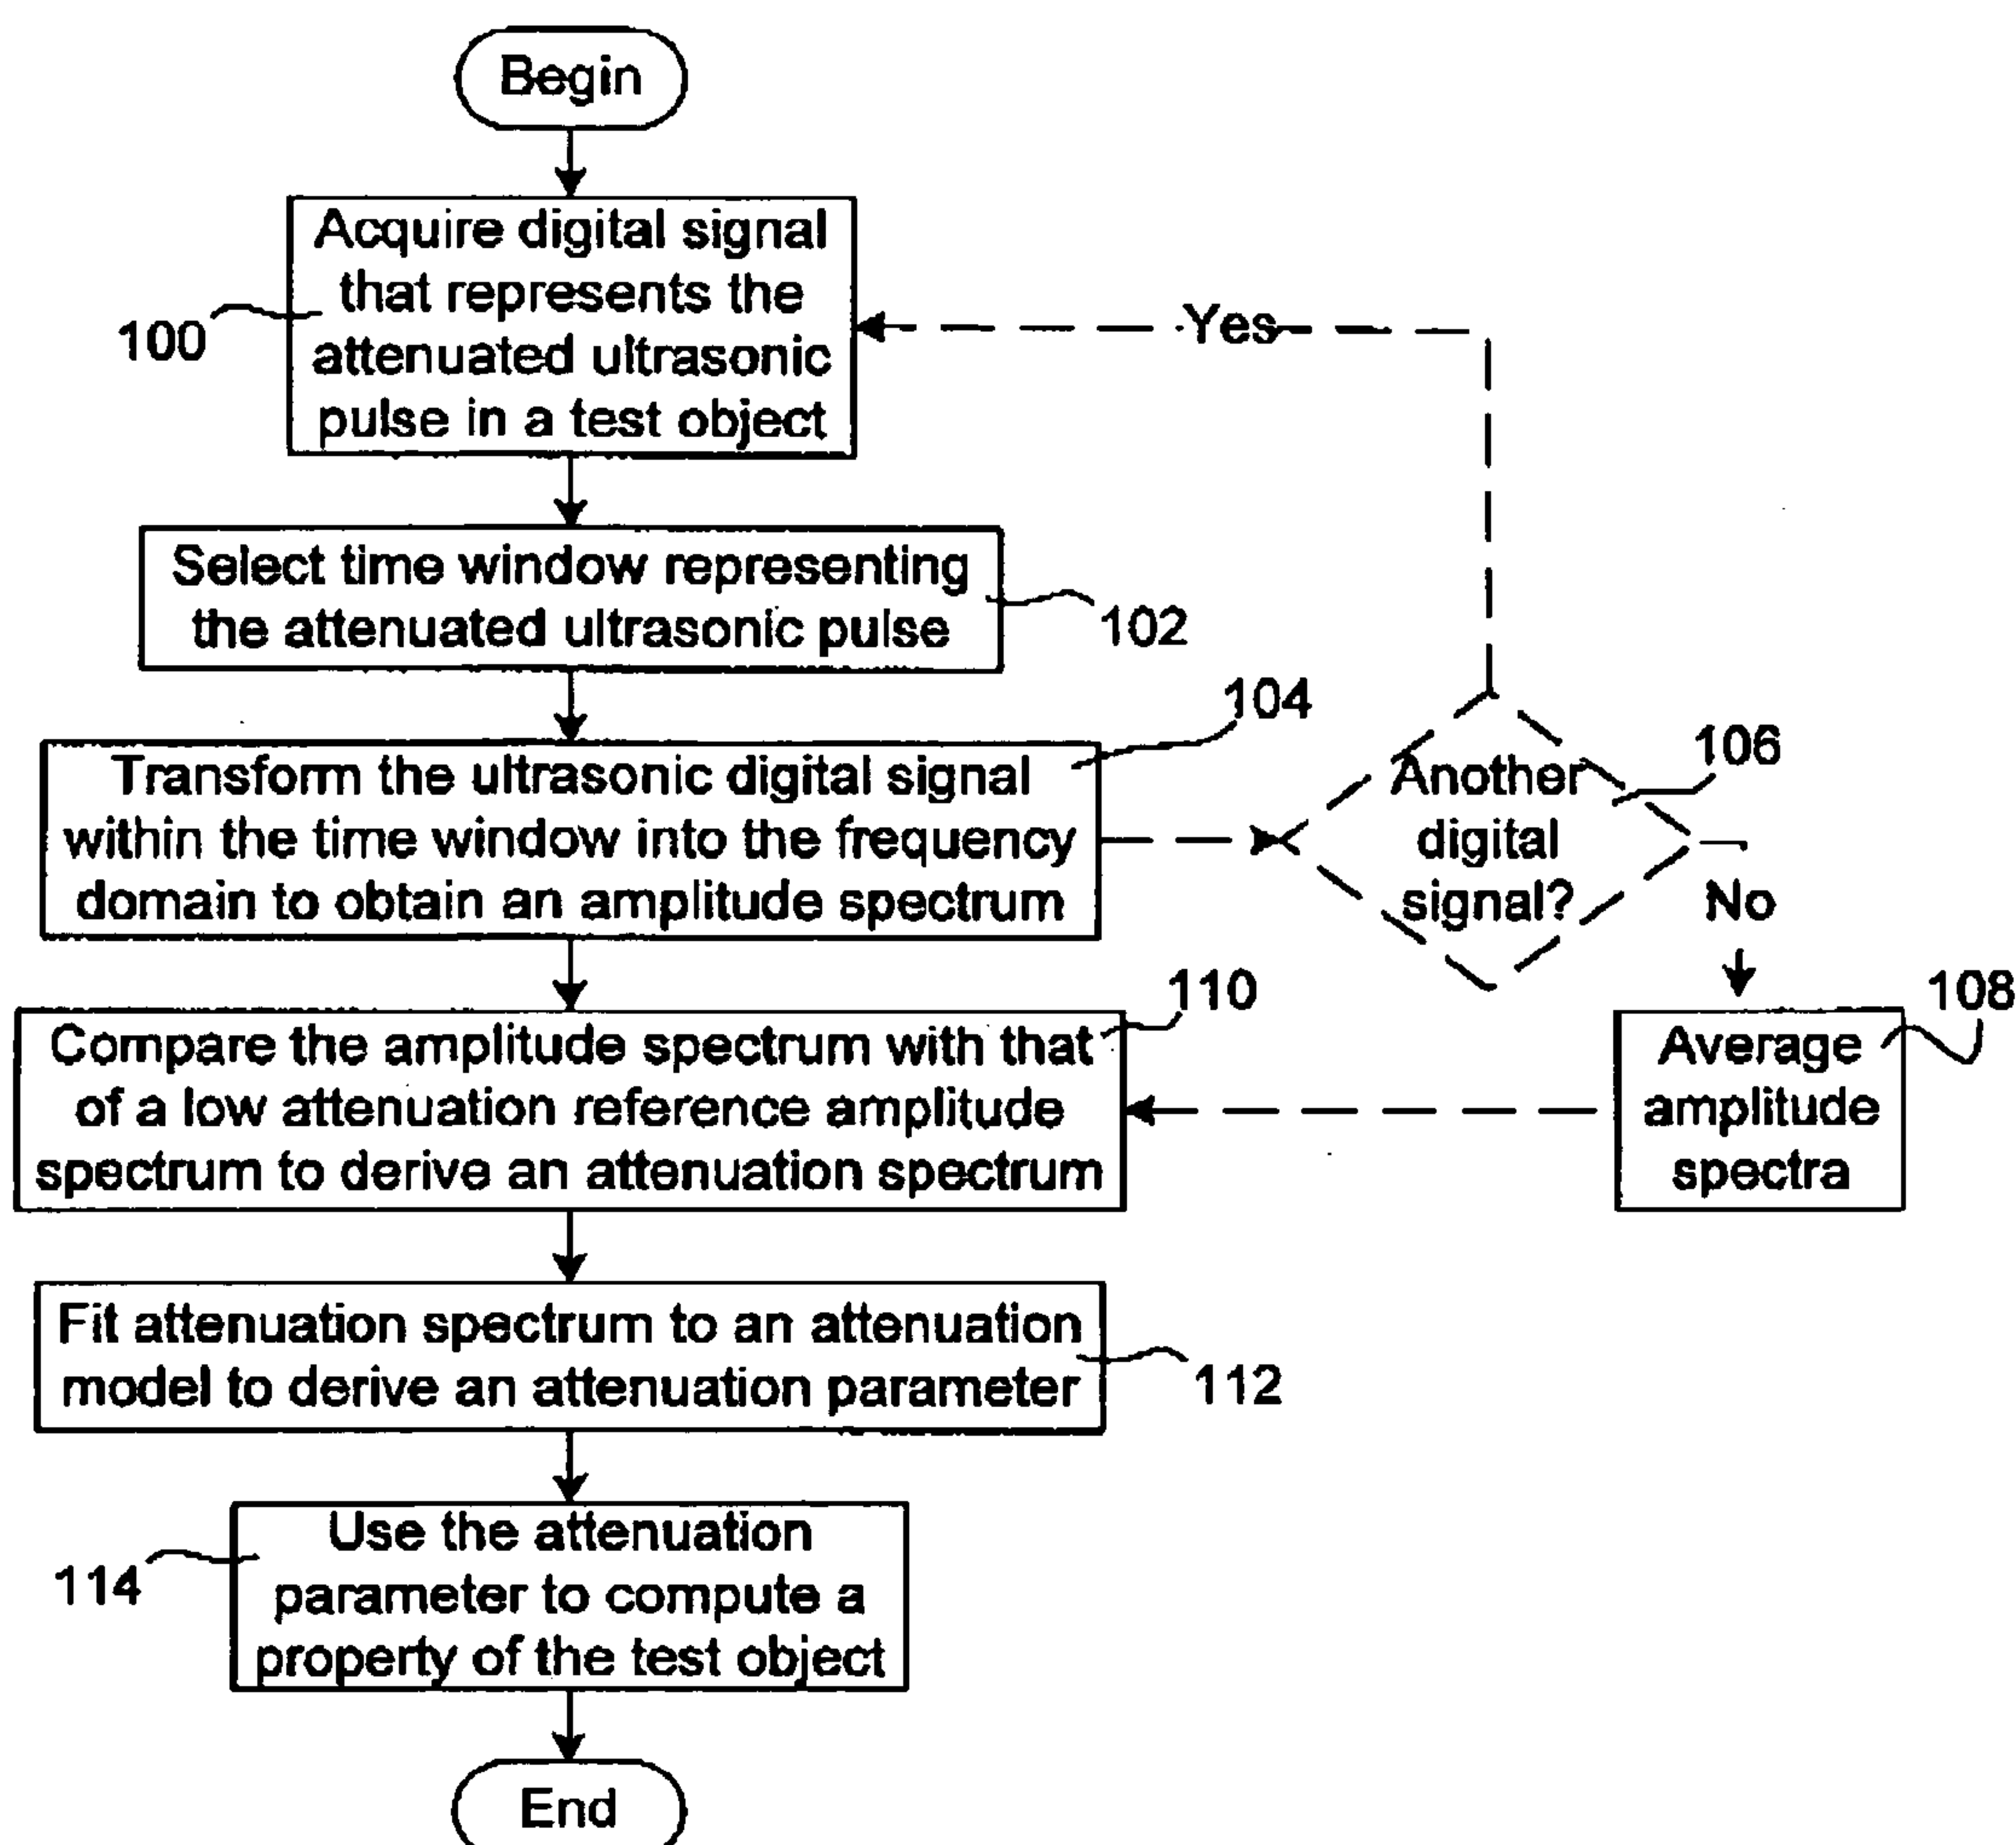 Begin
Acquire digital signal
that represents the
attenuated ultrasonic
pulse in a test object
100
Yes
Select time window representing
the attenuated ultrasonic pulse
102
Transform the ultrasonic digital signal
within the time window into the frequency
domain to obtain an amplitude spectrum
104
Another
digital
signal?
106
No
Compare the amplitude spectrum with that
of a low attenuation reference amplitude
spectrum to derive an attenuation spectrum
110
Average
amplitude
spectra
108
Fit attenuation spectrum to an attenuation
model to derive an attenuation parameter
112
Use the attenuation
parameter to compute a
property of the test object
114
End